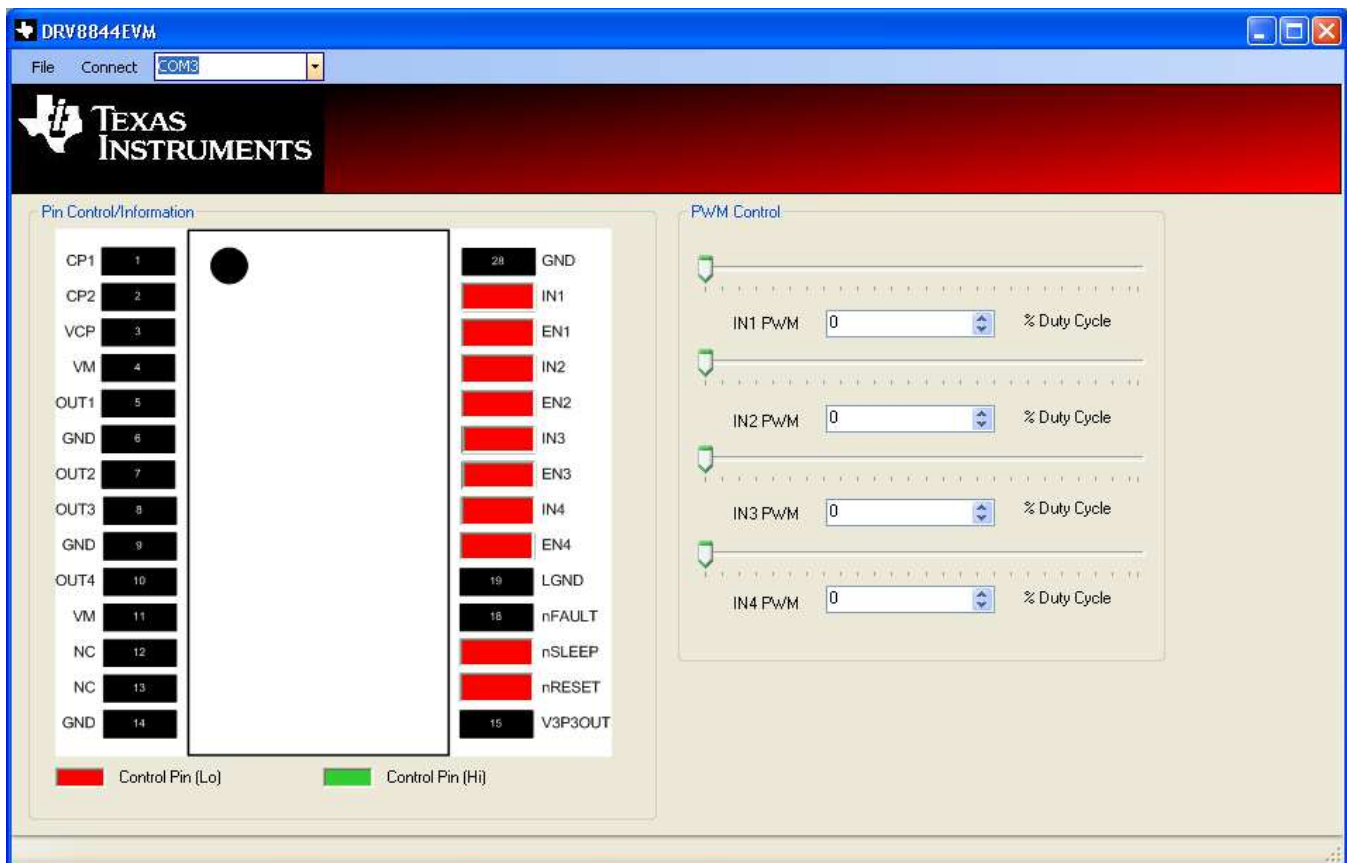 DRV8844EVM
File Connect COM3
TEXAS
INSTRUMENTS
Pin Control/Information
CP1 1 28 GND
CP2 2 IN1
VCP 3 EN1
VM 4 IN2
OUT1 5 EN2
GND 6 IN3
OUT2 7 EN3
OUT3 8 IN4
GND 9 EN4
OUT4 10 19 LGND
VM 11 18 nFAULT
NC 12 nSLEEP
NC 13 nRESET
GND 14 15 V3P3OUT
Control Pin (Lo) Control Pin (Hi)
PWM Control
IN1 PWM 0 % Duty Cycle
IN2 PWM 0 % Duty Cycle
IN3 PWM 0 % Duty Cycle
IN4 PWM 0 % Duty Cycle